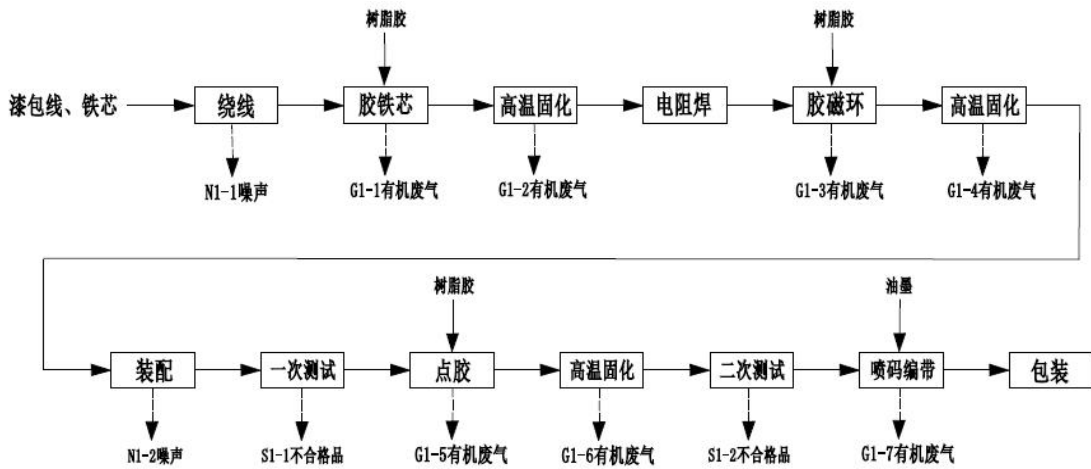 树脂胶
树脂胶
漆包线、铁芯
绕线
胶铁芯
高温固化
电阻焊
胶磁环
高温固化
N1-1噪声
G1-1有机废气
G1-2有机废气
G1-3有机废气
G1-4有机废气
树脂胶
油墨
装配
一次测试
点胶
高温固化
二次测试
喷码编带
包装
N1-2噪声
S1-1不合格品
G1-5有机废气
G1-6有机废气
S1-2不合格品
G1-7有机废气